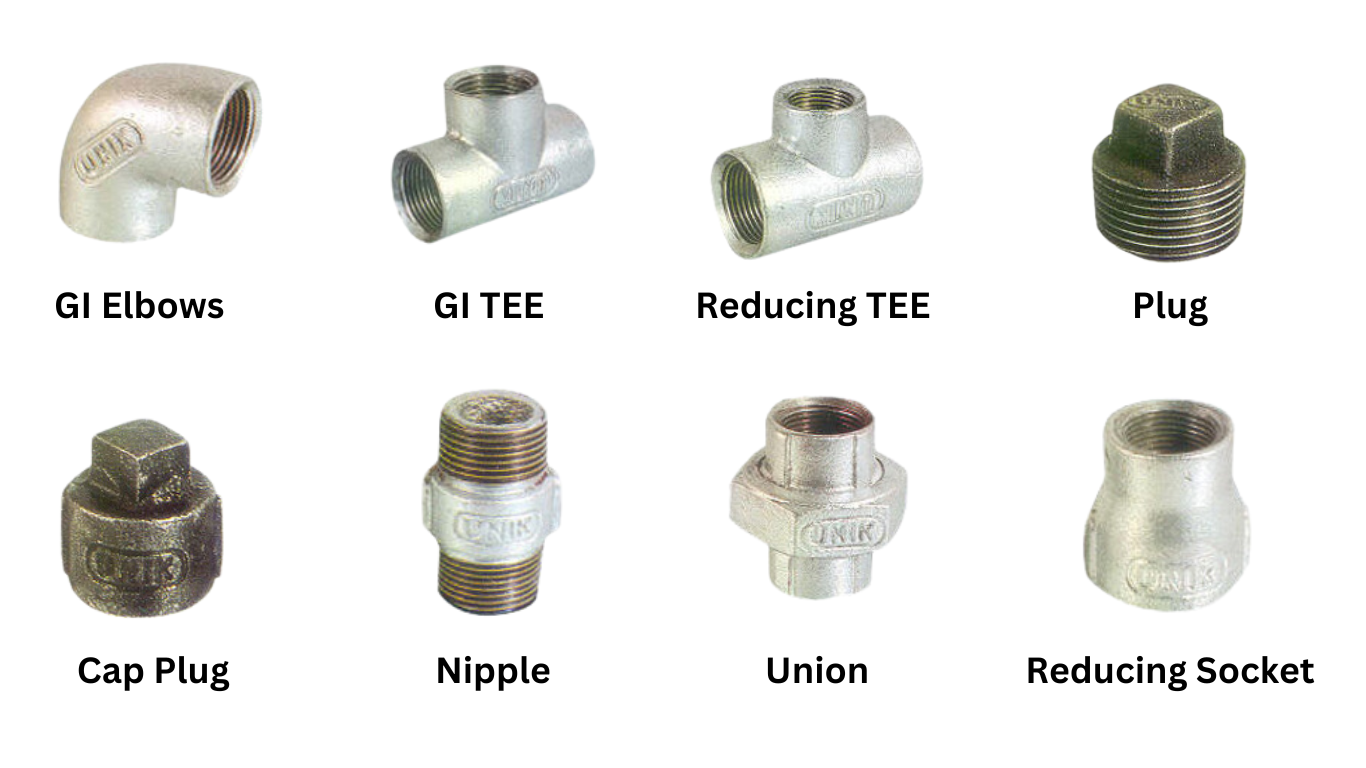 UNIK
UNIK
UNIK
UNIK
GI Elbows
GI TEE
Reducing TEE
Plug
UNIK
UNIK
UNIK
UNIK
Cap Plug
Nipple
Union
Reducing Socket